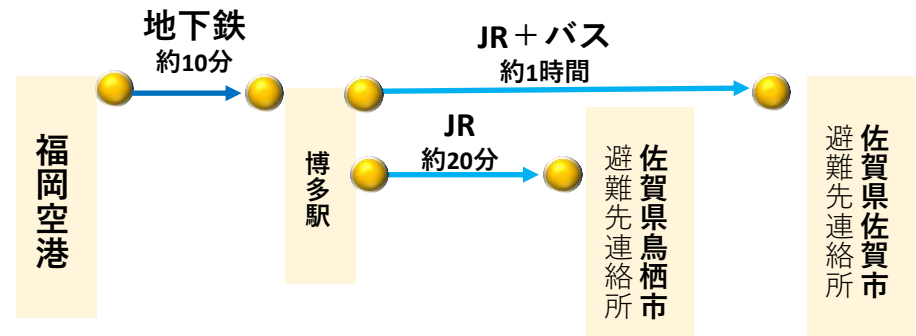 地下鉄
約10分
JR+バス
約1時間
JR
約20分
福岡空港
博多駅
佐賀県鳥栖市
避難先連絡所
佐賀県佐賀市
避難先連絡所